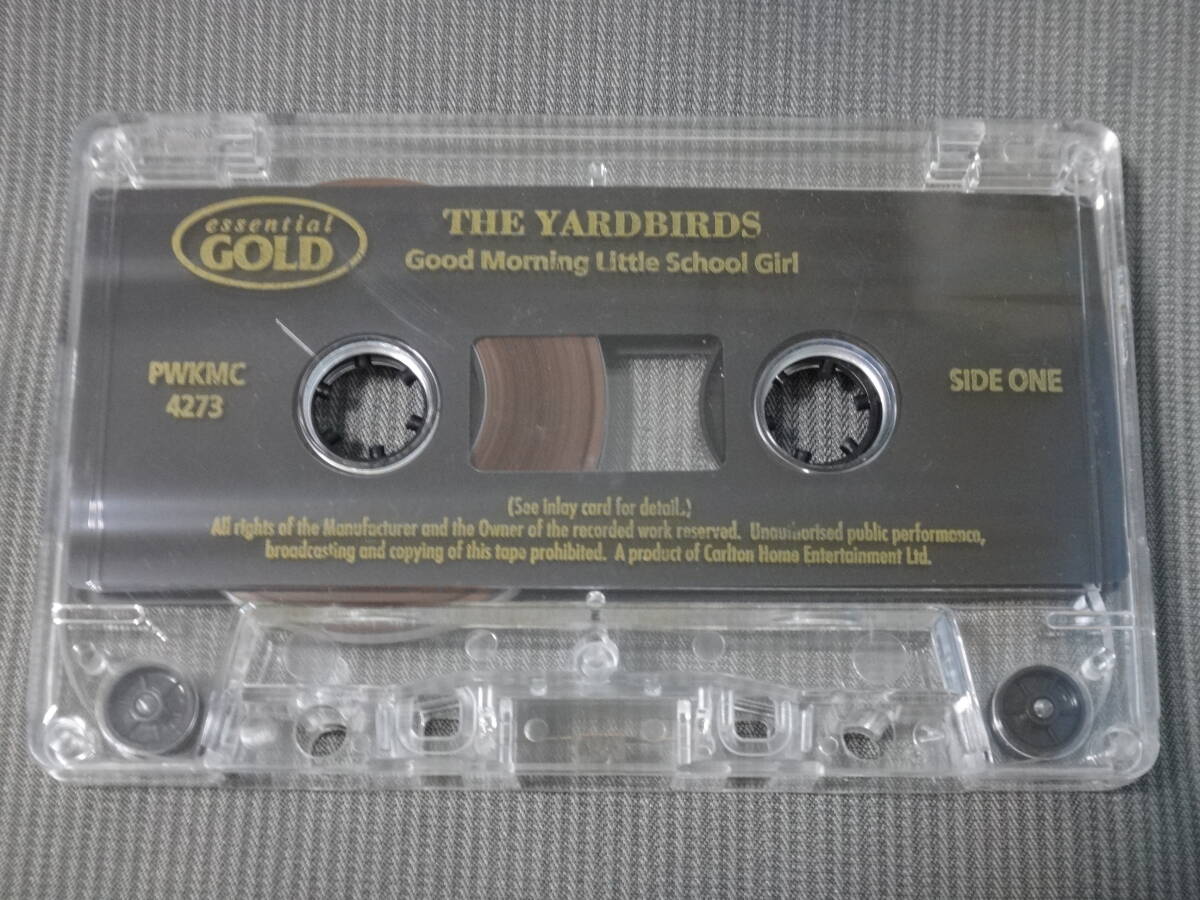 essential
GOLD
THE YARDBIRDS
Good Morning Little School Girl
PWKMC
4273
SIDE ONE
(See inlay card for details)
All rights of the Manufacturer and the Owner of the recorded work reserved. Unauthorised public performance,
broadcasting and copying of this tape prohibited. A product of Carlton Home Entertainment Ltd.